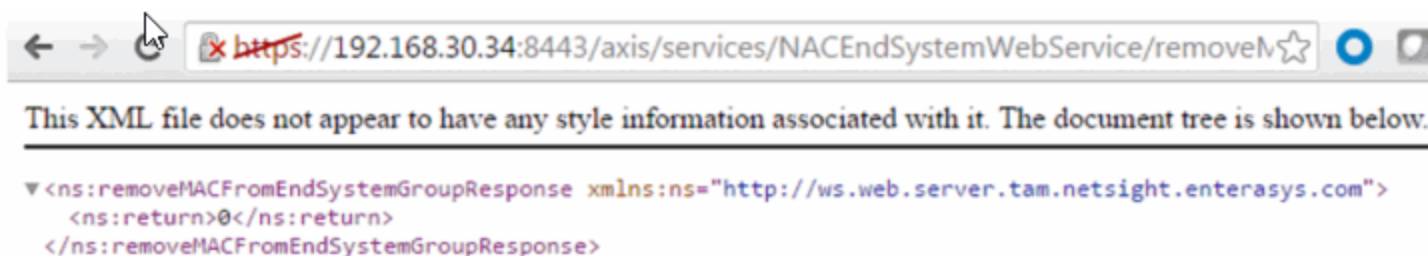 https://192.168.30.34:8443/axis/services/NACEndSystemWebService/removeM
This XML file does not appear to have any style information associated with it. The document tree is shown below.
▼<ns:removeMACFromEndSystemGroupResponse xmlns:ns="http://ws.web.server.tam.netsight.enterasys.com">
<ns:return>0</ns:return>
</ns:removeMACFromEndSystemGroupResponse>